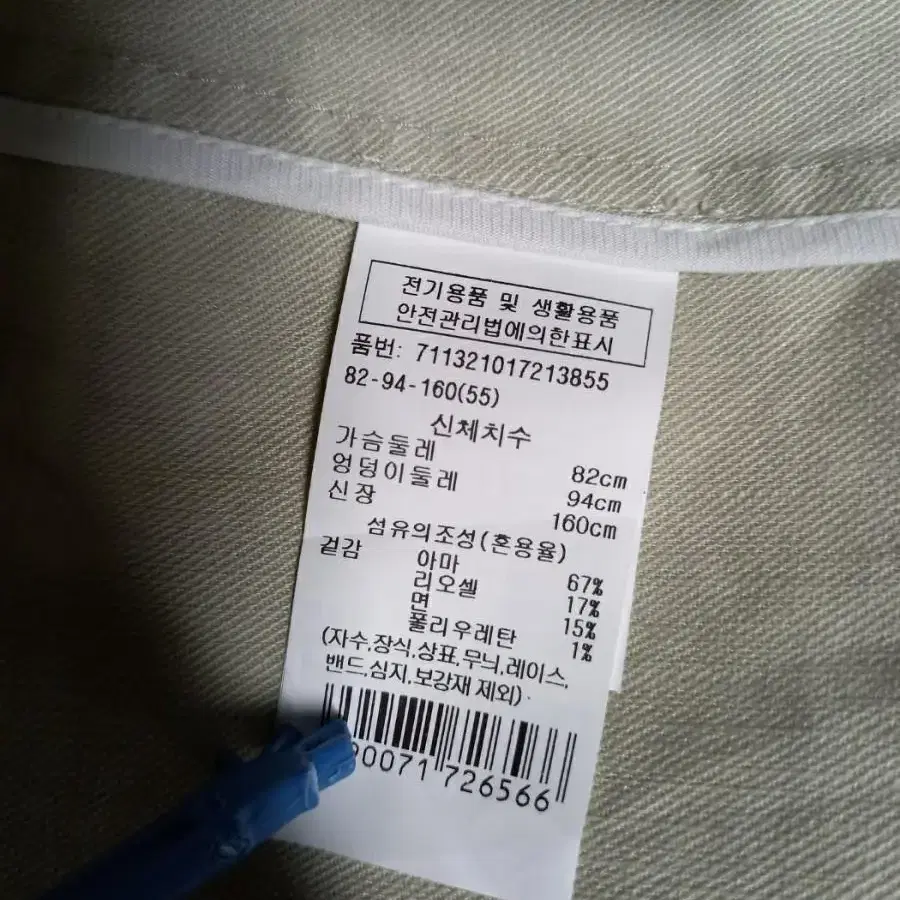 전기용품 및 생활용품
안전관리법에의한표시
품번: 711321017213855
82-94-160(55)
신체치수
가슴둘레 82cm
엉덩이둘레 94cm
신장 160cm
섬유의조성(혼용율)
겉감 아마 67%
리오셀 17%
면 15%
폴리우레탄 1%
(자수,장식,상표,무늬,레이스,
밴드,심지,보강재 제외)
0071 726566